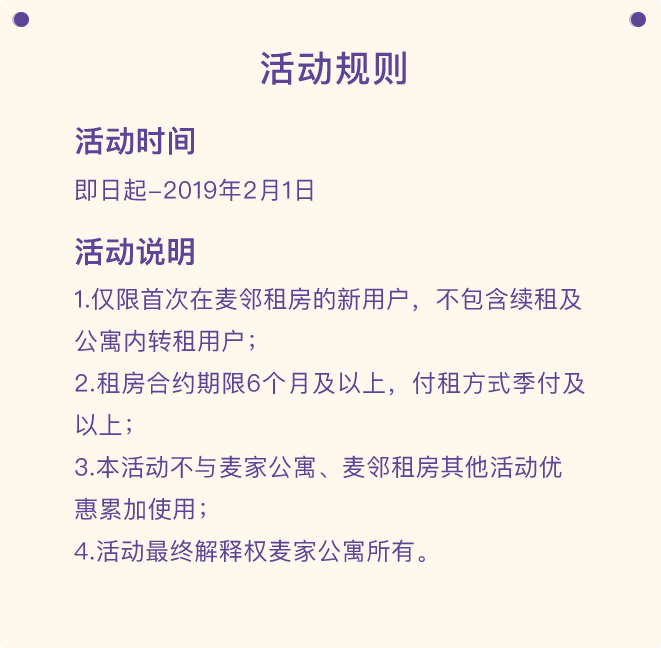 活动规则
活动时间
即日起–2019年2月1日
活动说明
1.仅限首次在麦邻租房的新用户，不包含续租及
公寓内转租用户；
2.租房合约期限6个月及以上，付租方式季付及
以上；
3.本活动不与麦家公寓、麦邻租房其他活动优
惠累加使用；
4.活动最终解释权麦家公寓所有。